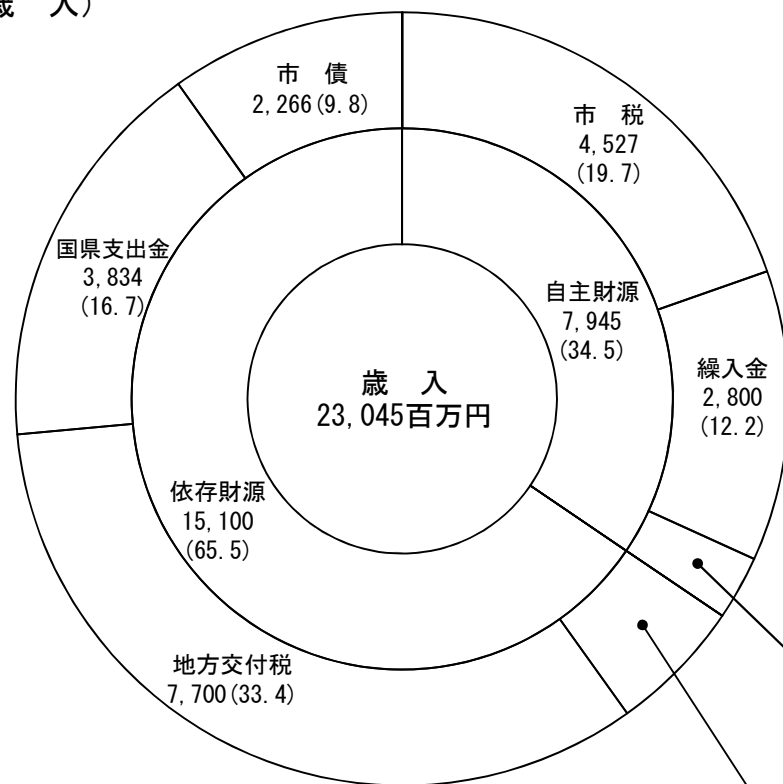 歳　入）
市　債
2,266(9.8)
市　税
4,527
(19.7)
国県支出金
3,834
(16.7)
自主財源
7,945
(34.5)
繰入金
2,800
(12.2)
歳　入
23,045百万円
依存財源
15,100
(65.5)
地方交付税
7,700(33.4)